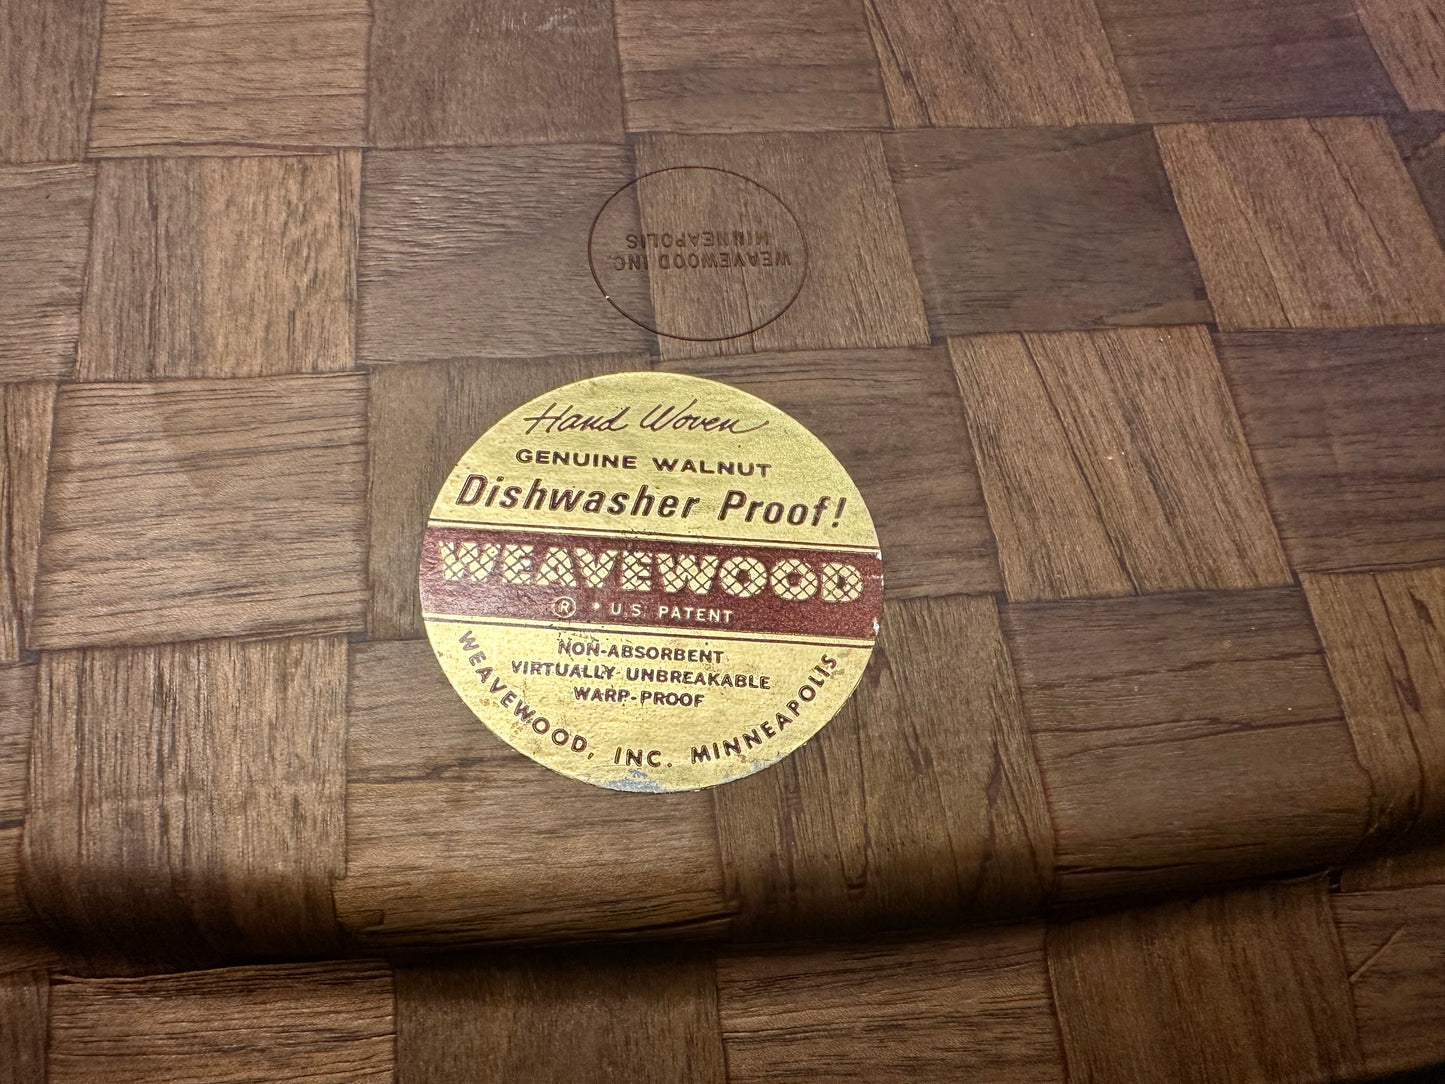 WEAVEWOOD INC.
MINNEAPOLIS
Hand Woven
GENUINE WALNUT
Dishwasher Proof!
WEAVEWOOD
® • U.S. PATENT
NON-ABSORBENT
VIRTUALLY UNBREAKABLE
WARP-PROOF
WEAVEWOOD, INC. MINNEAPOLIS